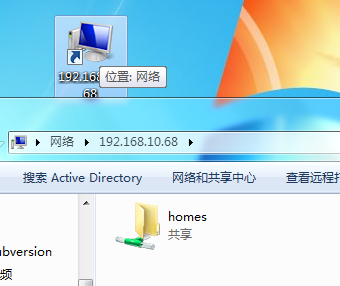 192.168
68
位置: 网络
网络 192.168.10.68
搜索 Active Directory 网络和共享中心 查看远程
homes
共享
ubversion
频